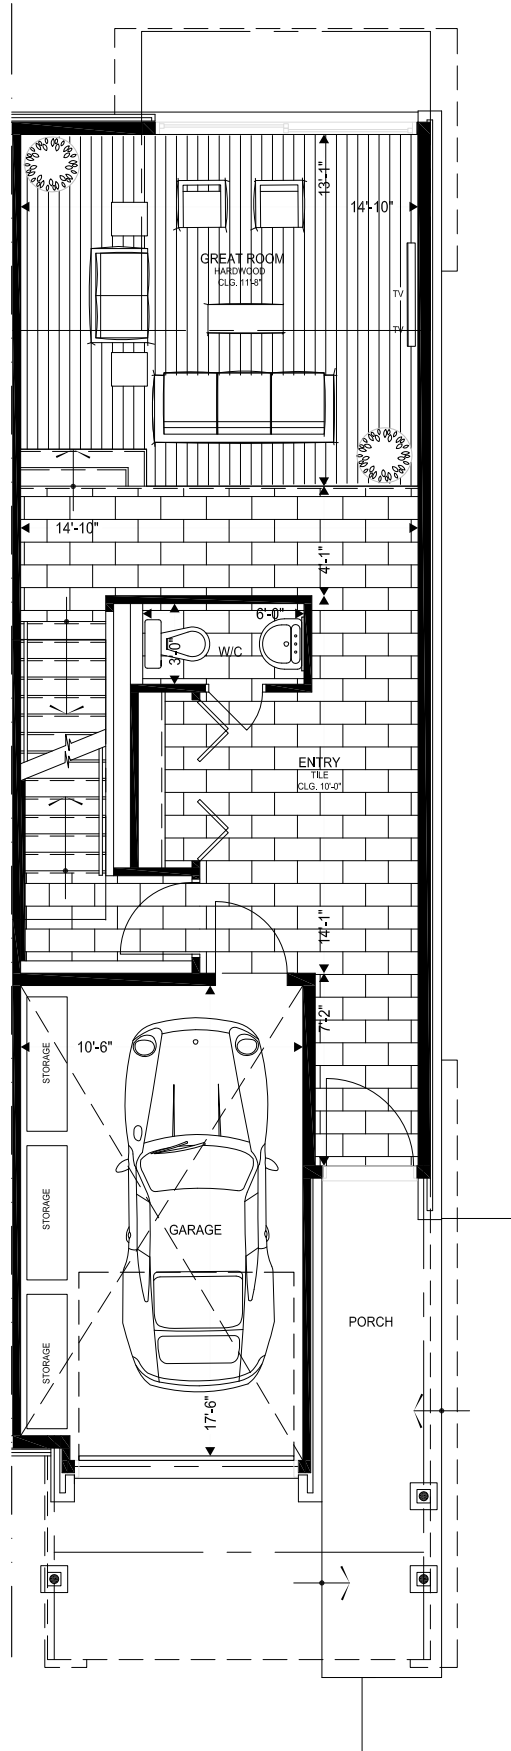 13'-1"
14'-10"
GREAT ROOM
HARDWOOD
CLG. 11'-8"
TV
TV
14'-10"
4'-1"
6'-0"
3'-0"
W/C
ENTRY
TILE
CLG. 10'-0"
14'-1"
7'-2"
10'-6"
STORAGE
STORAGE
GARAGE
PORCH
STORAGE
17'-6"